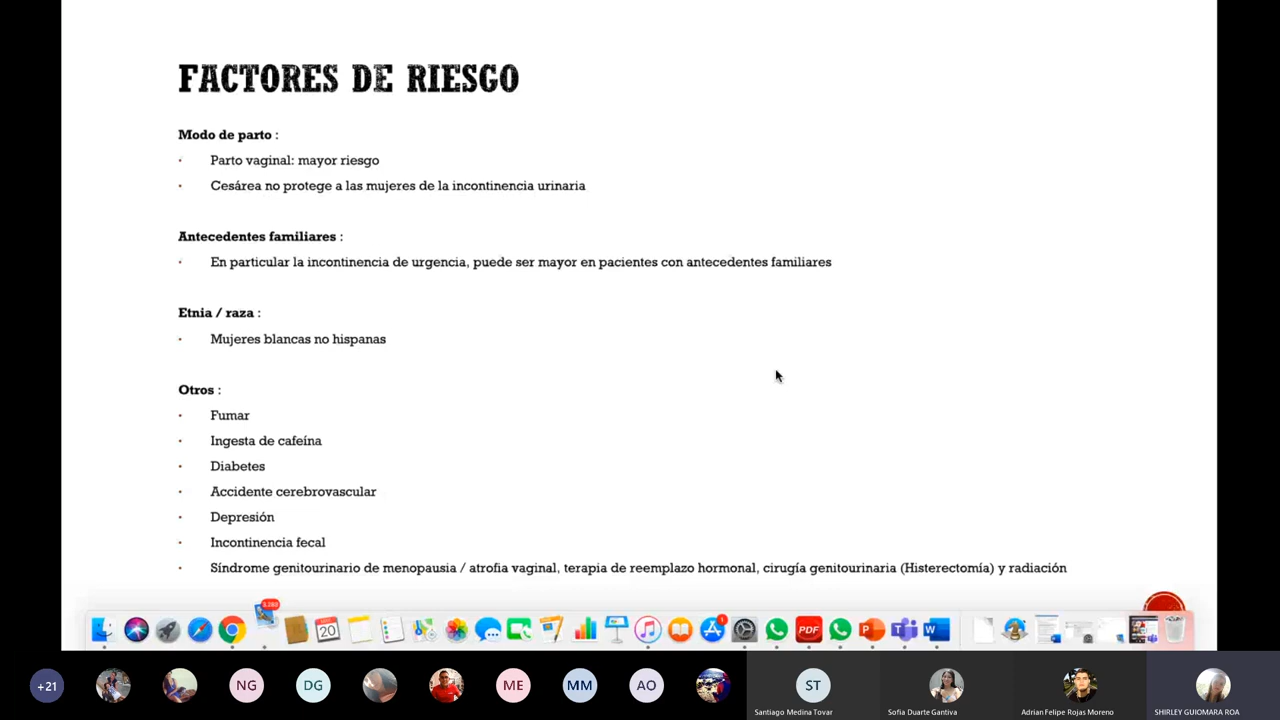 FACTORES DE RIESGO
Modo de parto :
• Parto vaginal: mayor riesgo
• Cesárea no protege a las mujeres de la incontinencia urinaria
Antecedentes familiares :
• En particular la incontinencia de urgencia, puede ser mayor en pacientes con antecedentes familiares
Etnia / raza :
• Mujeres blancas no hispanas
Otros :
• Fumar
• Ingesta de cafeína
• Diabetes
• Accidente cerebrovascular
• Depresión
• Incontinencia fecal
• Síndrome genitourinario de menopausia / atrofia vaginal, terapia de reemplazo hormonal, cirugía genitourinaria (Histerectomía) y radiación
20
PDF
P
W
+21
NG
DG
ME
MM
AO
ST
Santiago Medina Tovar
Sofia Duarte Gantiva
Adrian Felipe Rojas Moreno
SHIRLEY GUIOMARA ROA